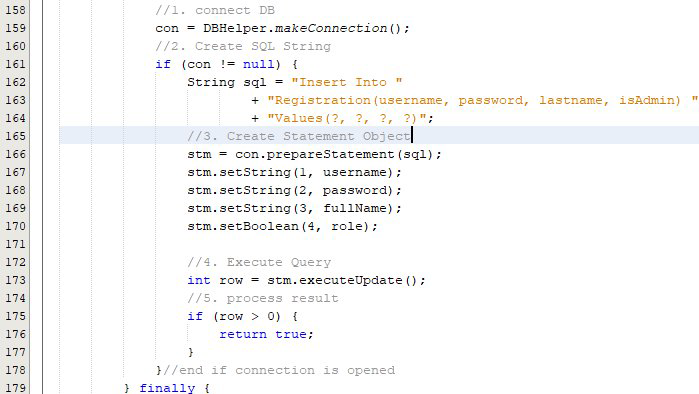 158 //1. connect DB
159 con = DBHelper.makeConnection();
160 //2. Create SQL String
161 if (con != null) {
162 String sql = "Insert Into "
163 + "Registration(username, password, lastname, isAdmin) "
164 + "Values(?, ?, ?, ?)";
165 //3. Create Statement Object
166 stm = con.prepareStatement(sql);
167 stm.setString(1, username);
168 stm.setString(2, password);
169 stm.setString(3, fullName);
170 stm.setBoolean(4, role);
171
172 //4. Execute Query
173 int row = stm.executeUpdate();
174 //5. process result
175 if (row > 0) {
176 return true;
177 }
178 }//end if connection is opened
179 } finally {